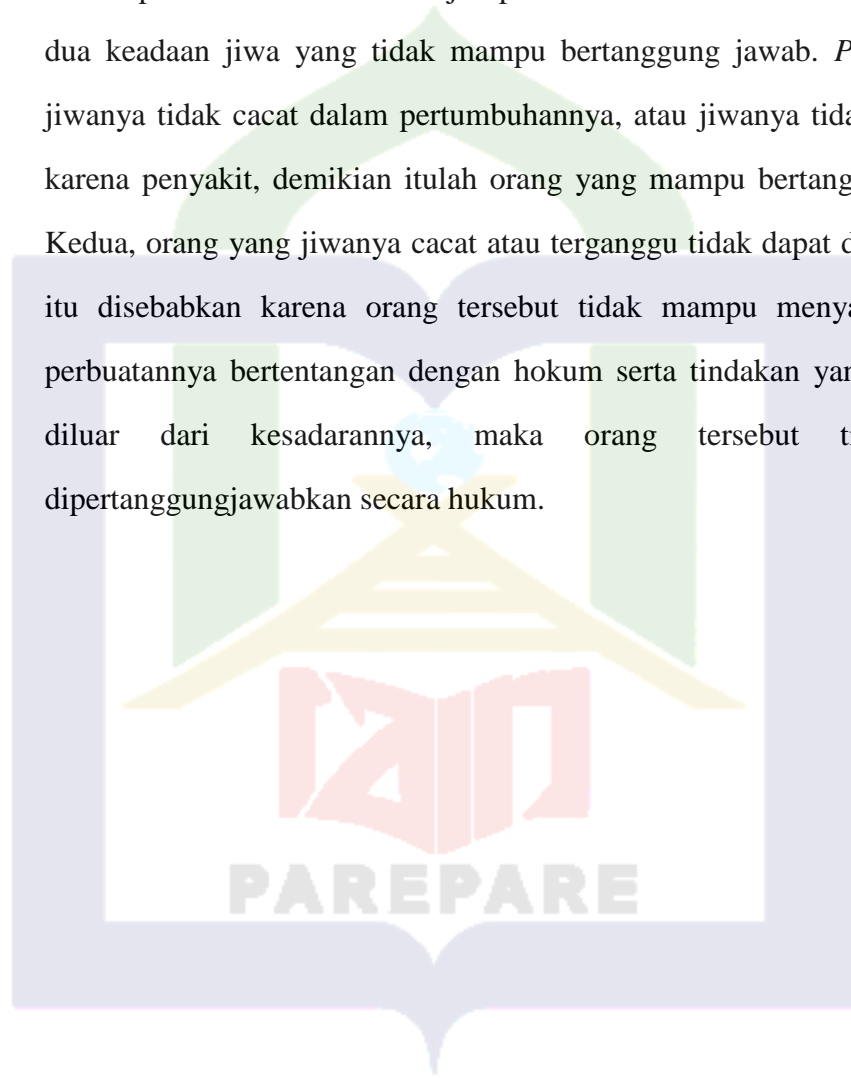 dua keadaan jiwa yang tidak mampu bertanggung jawab.
jiwanya tidak cacat dalam pertumbuhannya, atau jiwanya
karena penyakit, demikian itulah orang yang mampu
Kedua, orang yang jiwanya cacat atau terganggu tidak dapat
itu disebabkan karena orang tersebut tidak mampu
perbuatannya bertentangan dengan hokum serta tindakan
diluar dari kesadarannya, maka orang tersebut
dipertanggungjawabkan secara hukum.
PAREPARE